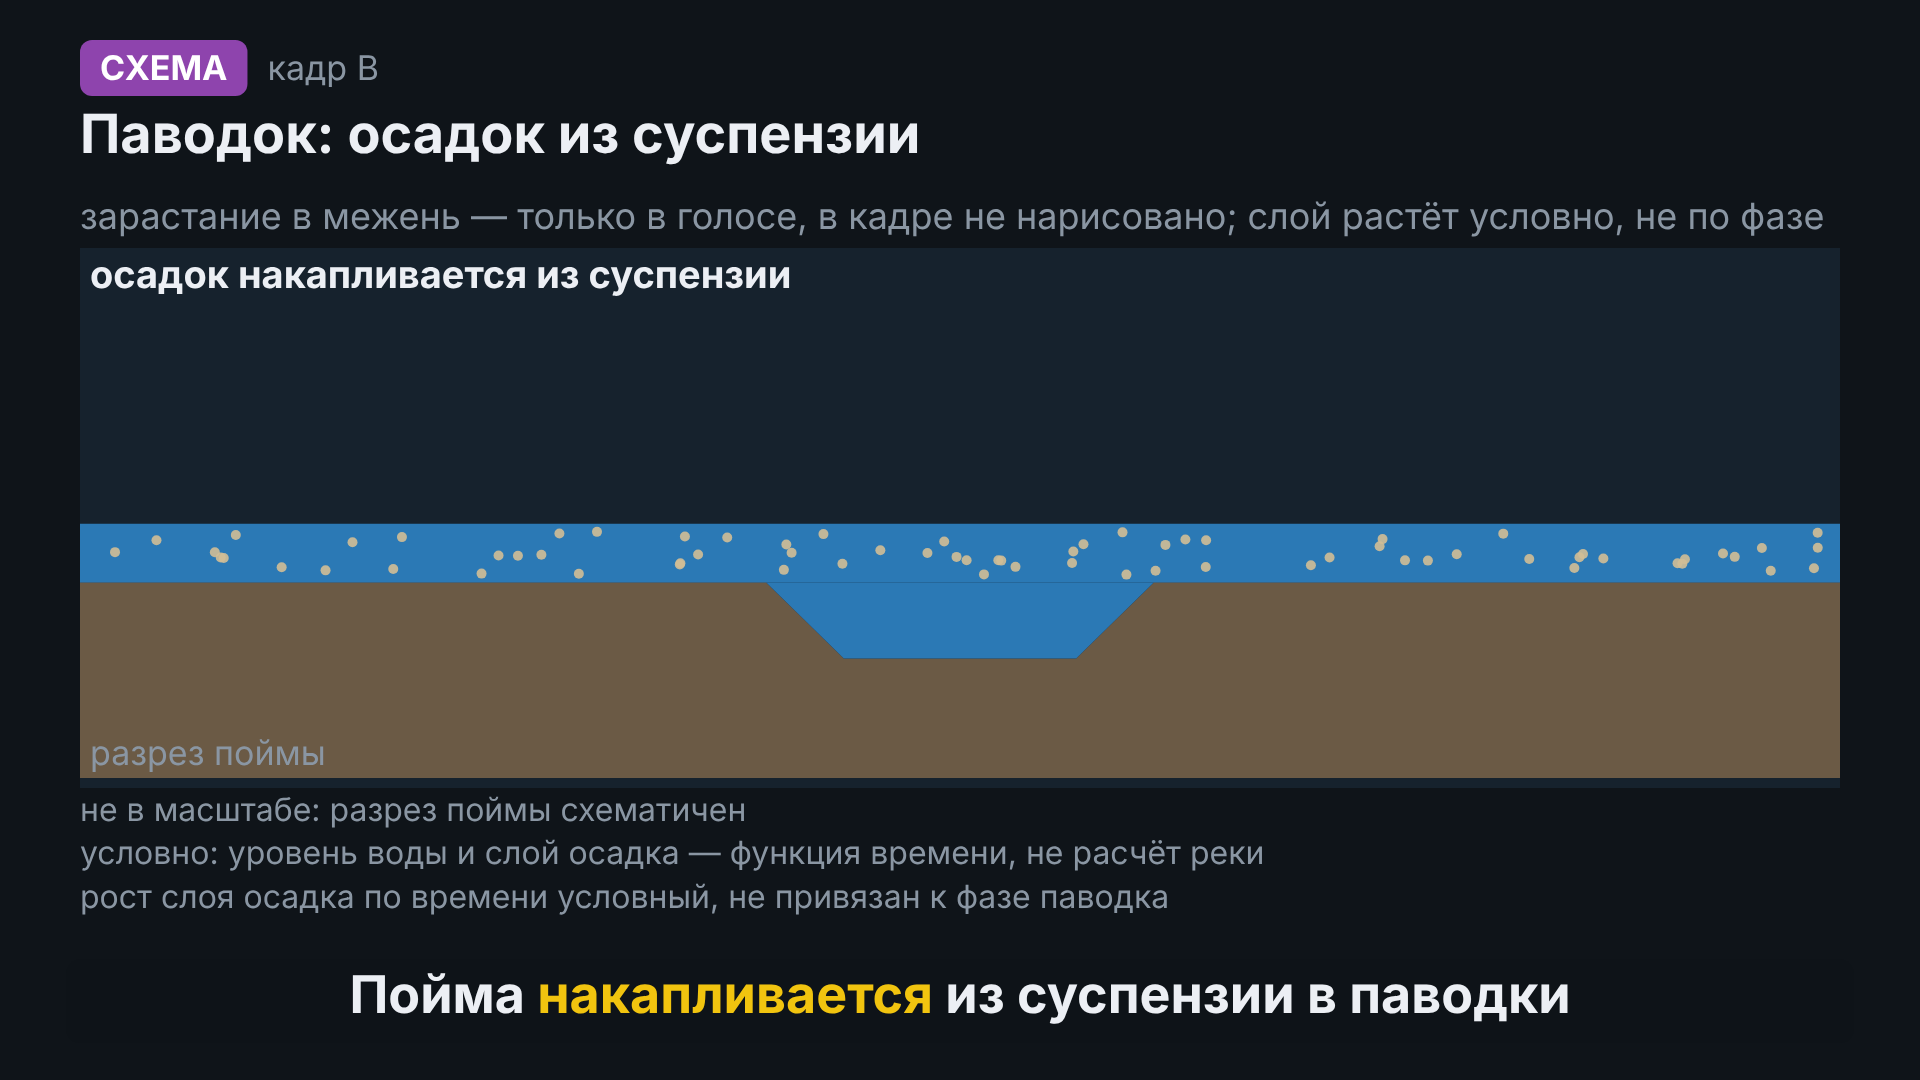 СХЕМА кадр В
Паводок: осадок из суспензии
зарастание в межень — только в голосе, в кадре не нарисовано; слой растёт условно, не по фазе
осадок накапливается из суспензии
разрез поймы
не в масштабе: разрез поймы схематичен
условно: уровень воды и слой осадка — функция времени, не расчёт реки
рост слоя осадка по времени условный, не привязан к фазе паводка
Пойма накапливается из суспензии в паводки